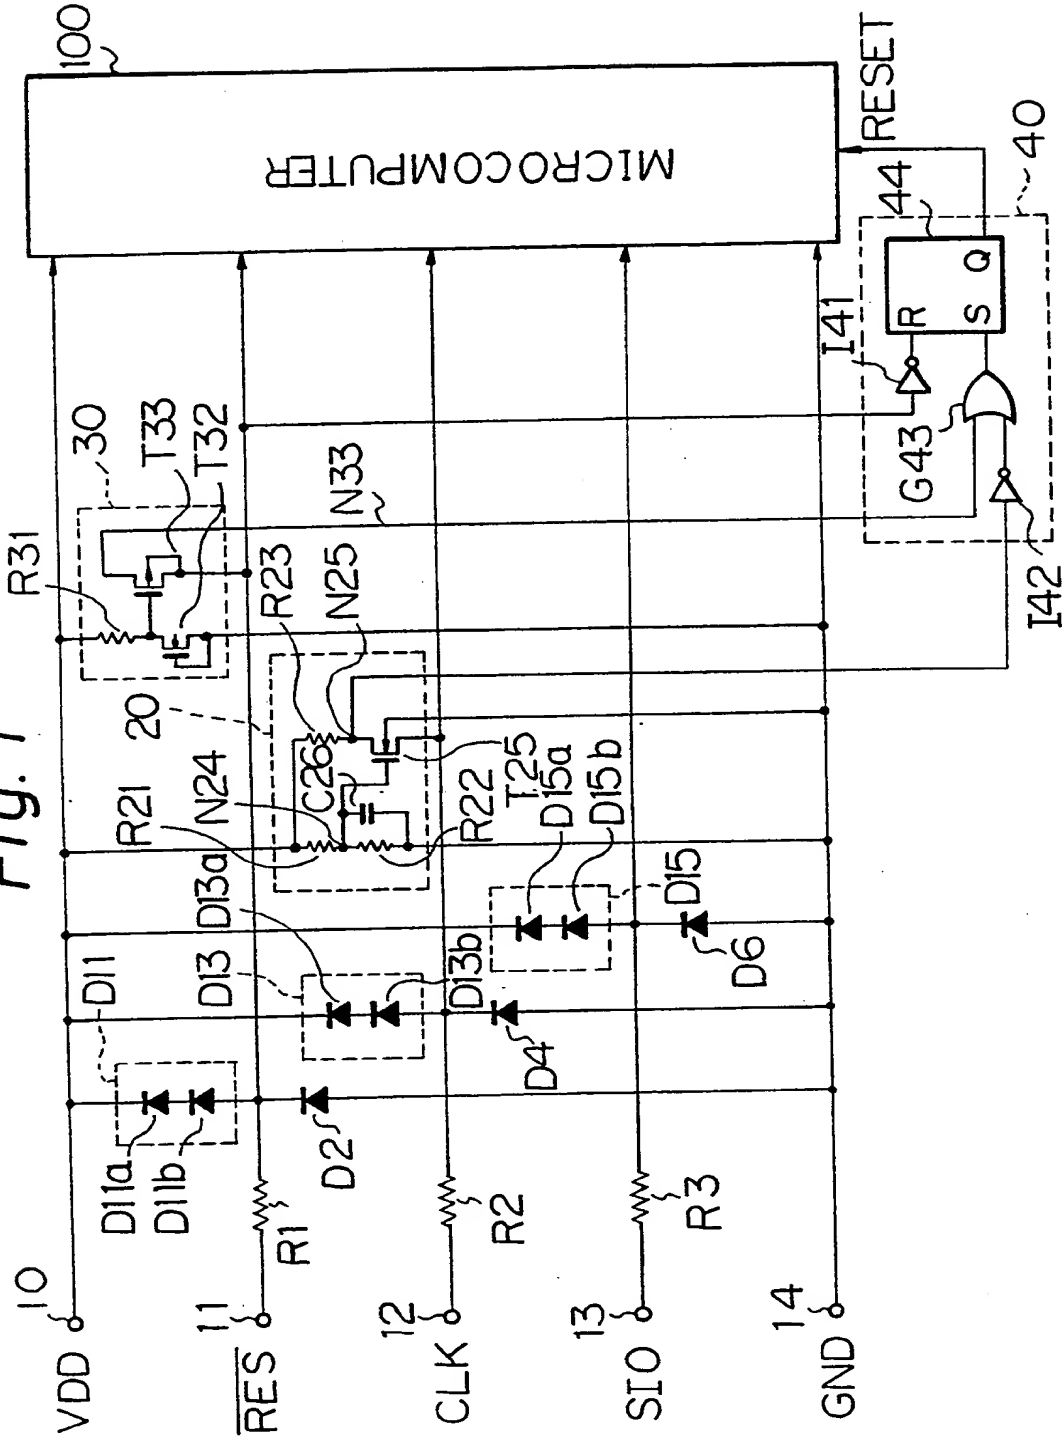 Fig. 1
100
MICROCOMPUTER
RESET
40
44
R
S
Q
I41
G43
I42
30
R31
T33
T32
N33
20
R23
N25
R21
N24
C26
R22
T25
D15a
D15b
D15
D6
D13a
D13
D13b
D4
D11
D11a
D11b
D2
R1
R2
R3
VDD
10
RES
11
CLK
12
SIO
13
GND
14